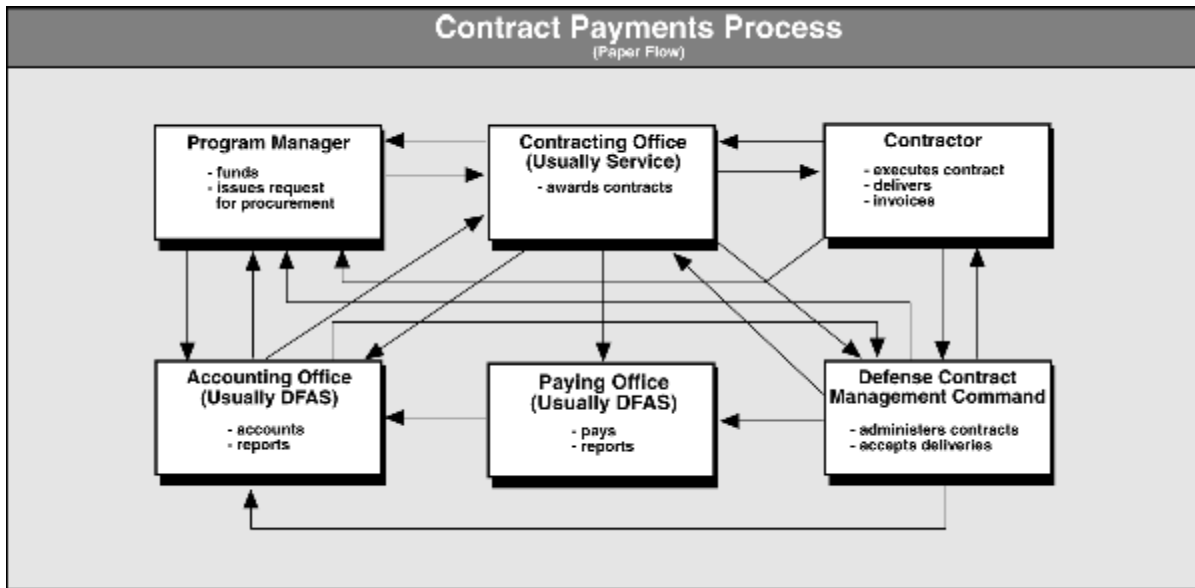 Contract Payments Process
(Paper Flow)
Program Manager
- funds
- issues request
for procurement
Contracting Office
(Usually Service)
- awards contracts
Contractor
- executes contract
- delivers
- invoices
Accounting Office
(Usually DFAS)
- accounts
- reports
Paying Office
(Usually DFAS)
- pays
- reports
Defense Contract
Management Command
- administers contracts
- accepts deliveries